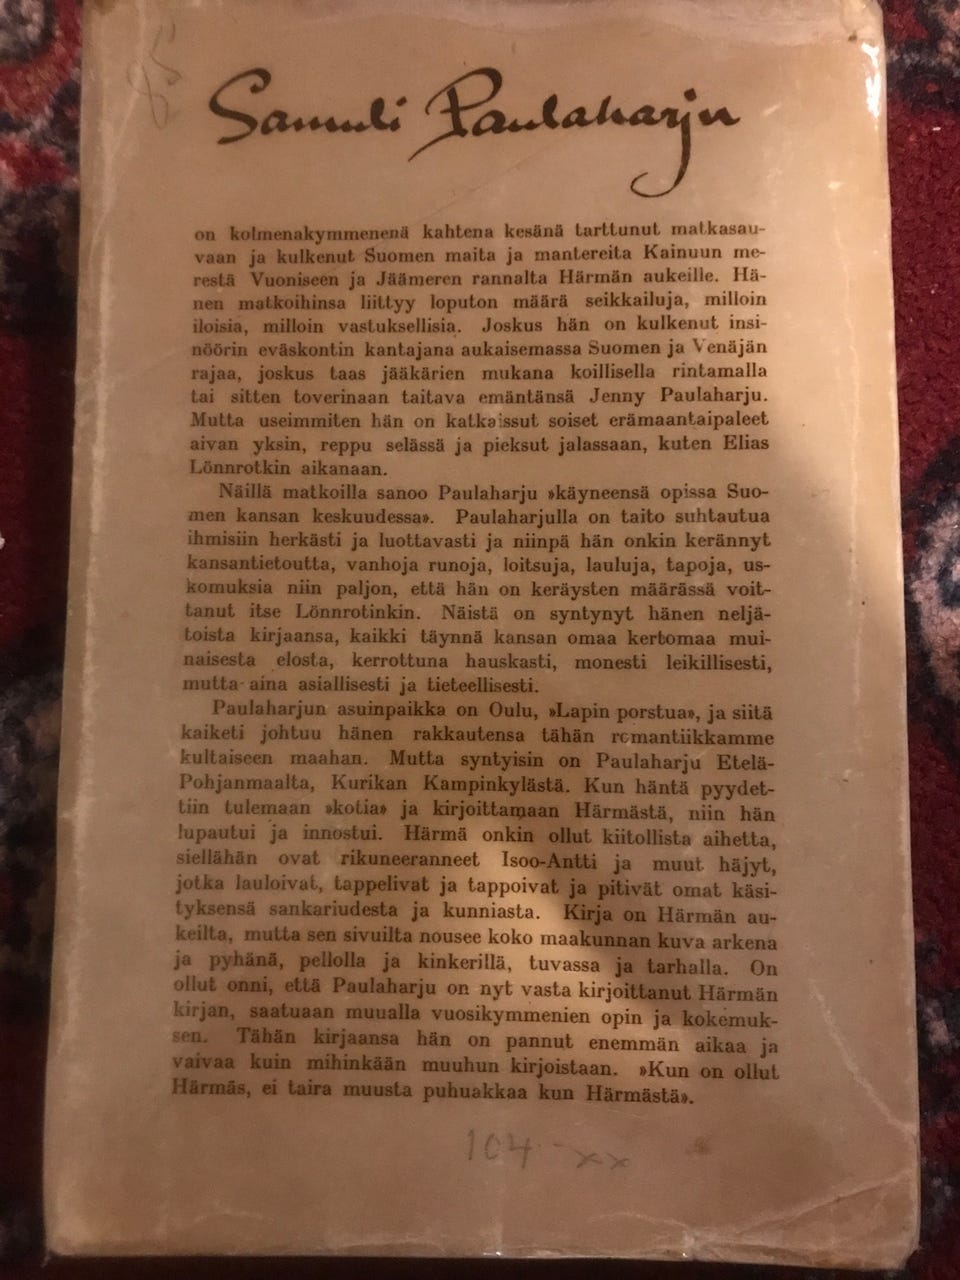 Samuli Paulaharju
on kolmenakymmenenä kahtena kesänä tarttunut matkasau-
vaan ja kulkenut Suomen maita ja mantereita Kainuun me-
restä Vuoniseen ja Jäämeren rannalta Härmän aukeille. Hä-
nen matkoihinsa liittyy loputon määrä seikkailuja, milloin
iloisia, milloin vastuksellisia. Joskus hän on kulkenut insi-
nöörin eväskontin kantajana aukaisemassa Suomen ja Venäjän
rajaa, joskus taas jääkärien mukana koillisella rintamalla
tai sitten toverinaan taitava emäntänsä Jenny Paulaharju.
Mutta useimmiten hän on katkaissut soiset erämaantaipaleet
aivan yksin, reppu selässä ja pieksut jalassaan, kuten Elias
Lönnrotkin aikanaan.
Näillä matkoilla sanoo Paulaharju »käyneensä opissa Suo-
men kansan keskuudessa». Paulaharjulla on taito suhtautua
ihmisiin herkästi ja luottavasti ja niinpä hän onkin kerännyt
kansantietoutta, vanhoja runoja, loitsuja, lauluja, tapoja, us-
komuksia niin paljon, että hän on keräysten määrässä voit-
tanut itse Lönnrotinkin. Näistä on syntynyt hänen neljä-
toista kirjaansa, kaikki täynnä kansan omaa kertomaa mui-
naisesta elosta, kerrottuna hauskasti, monesti leikillisesti,
mutta aina asiallisesti ja tieteellisesti.
Paulaharjun asuinpaikka on Oulu, »Lapin porstua», ja siitä
kaiketi johtuu hänen rakkautensa tähän romantiikkamme
kultaiseen maahan. Mutta syntyisin on Paulaharju Etelä-
Pohjanmaalta, Kurikan Kampinkylästä. Kun häntä pyydet-
tiin tulemaan »kotia» ja kirjoittamaan Härmästä, niin hän
lupautui ja innostui. Härmä onkin ollut kiitollista aihetta,
siellähän ovat rikuneeranneet Isoo-Antti ja muut häjyt,
jotka lauloivat, tappelivat ja tappoivat ja pitivät omat käsi-
tyksensä sankariudesta ja kunniasta. Kirja on Härmän au-
keilta, mutta sen sivuilta nousee koko maakunnan kuva arkena
ja pyhänä, pellolla ja kinkerillä, tuvassa ja tarhalla. On
ollut onni, että Paulaharju on nyt vasta kirjoittanut Härmän
kirjan, saatuaan muualla vuosikymmenien opin ja kokemuk-
sen. Tähän kirjaansa hän on pannut enemmän aikaa ja
vaivaa kuin mihinkään muuhun kirjoistaan. »Kun on ollut
Härmäs, ei taira muusta puhuakkaa kun Härmästä».
104 - xx